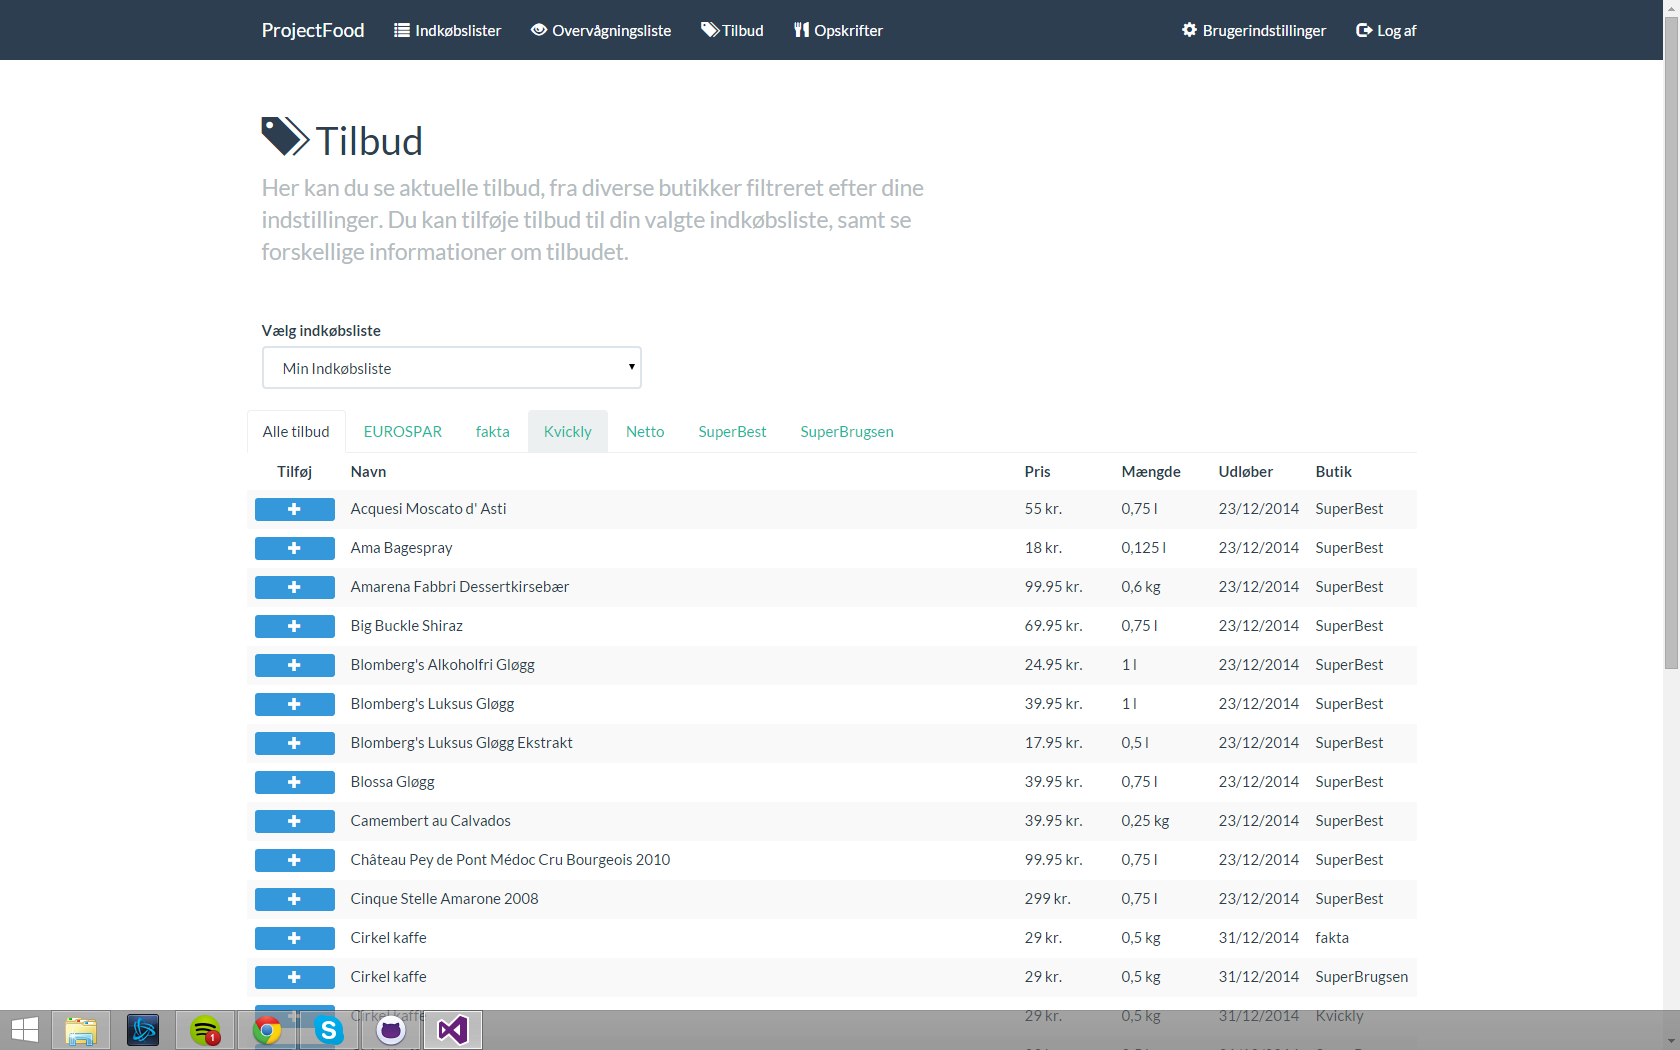 ProjectFood Indkøbslister Overvågningsliste Tilbud Opskrifter Brugerindstillinger Log af
Tilbud
Her kan du se aktuelle tilbud, fra diverse butikker filtreret efter dine
indstillinger. Du kan tilføje tilbud til din valgte indkøbsliste, samt se
forskellige informationer om tilbudet.
Vælg indkøbsliste
Min Indkøbsliste
Alle tilbud EUROSPAR fakta Kvickly Netto SuperBest SuperBrugsen
Tilføj Navn Pris Mængde Udløber Butik
Acquesi Moscato d' Asti 55 kr. 0,75 l 23/12/2014 SuperBest
Ama Bagespray 18 kr. 0,125 l 23/12/2014 SuperBest
Amarena Fabbri Dessertkirsebær 99.95 kr. 0,6 kg 23/12/2014 SuperBest
Big Buckle Shiraz 69.95 kr. 0,75 l 23/12/2014 SuperBest
Blomberg's Alkoholfri Gløgg 24.95 kr. 1 l 23/12/2014 SuperBest
Blomberg's Luksus Gløgg 39.95 kr. 1 l 23/12/2014 SuperBest
Blomberg's Luksus Gløgg Ekstrakt 17.95 kr. 0,5 l 23/12/2014 SuperBest
Blossa Gløgg 39.95 kr. 0,75 l 23/12/2014 SuperBest
Camembert au Calvados 39.95 kr. 0,25 kg 23/12/2014 SuperBest
Château Pey de Pont Médoc Cru Bourgeois 2010 99.95 kr. 0,75 l 23/12/2014 SuperBest
Cinque Stelle Amarone 2008 299 kr. 0,75 l 23/12/2014 SuperBest
Cirkel kaffe 29 kr. 0,5 kg 31/12/2014 fakta
Cirkel kaffe 29 kr. 0,5 kg 31/12/2014 SuperBrugsen
Cirkel kaffe 29 kr. 0,5 kg 31/12/2014 Kvickly
1